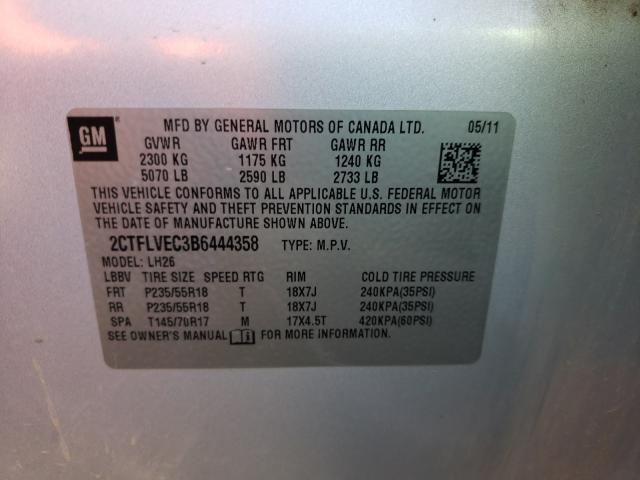 GM
MFD BY GENERAL MOTORS OF CANADA LTD. 05/11
GVWR GAWR FRT GAWR RR
2300 KG 1175 KG 1240 KG
5070 LB 2590 LB 2733 LB
THIS VEHICLE CONFORMS TO ALL APPLICABLE U.S. FEDERAL MOTOR
VEHICLE SAFETY AND THEFT PREVENTION STANDARDS IN EFFECT ON
THE DATE OF MANUFACTURE SHOWN ABOVE.
2CTFLVEC3B6444358 TYPE: M.P.V.
MODEL: LH26
LBBV TIRE SIZE SPEED RTG RIM COLD TIRE PRESSURE
FRT P235/55R18 T 18X7J 240KPA(35PSI)
RR P235/55R18 T 18X7J 240KPA(35PSI)
SPA T145/70R17 M 17X4.5T 420KPA(60PSI)
SEE OWNER'S MANUAL FOR MORE INFORMATION.